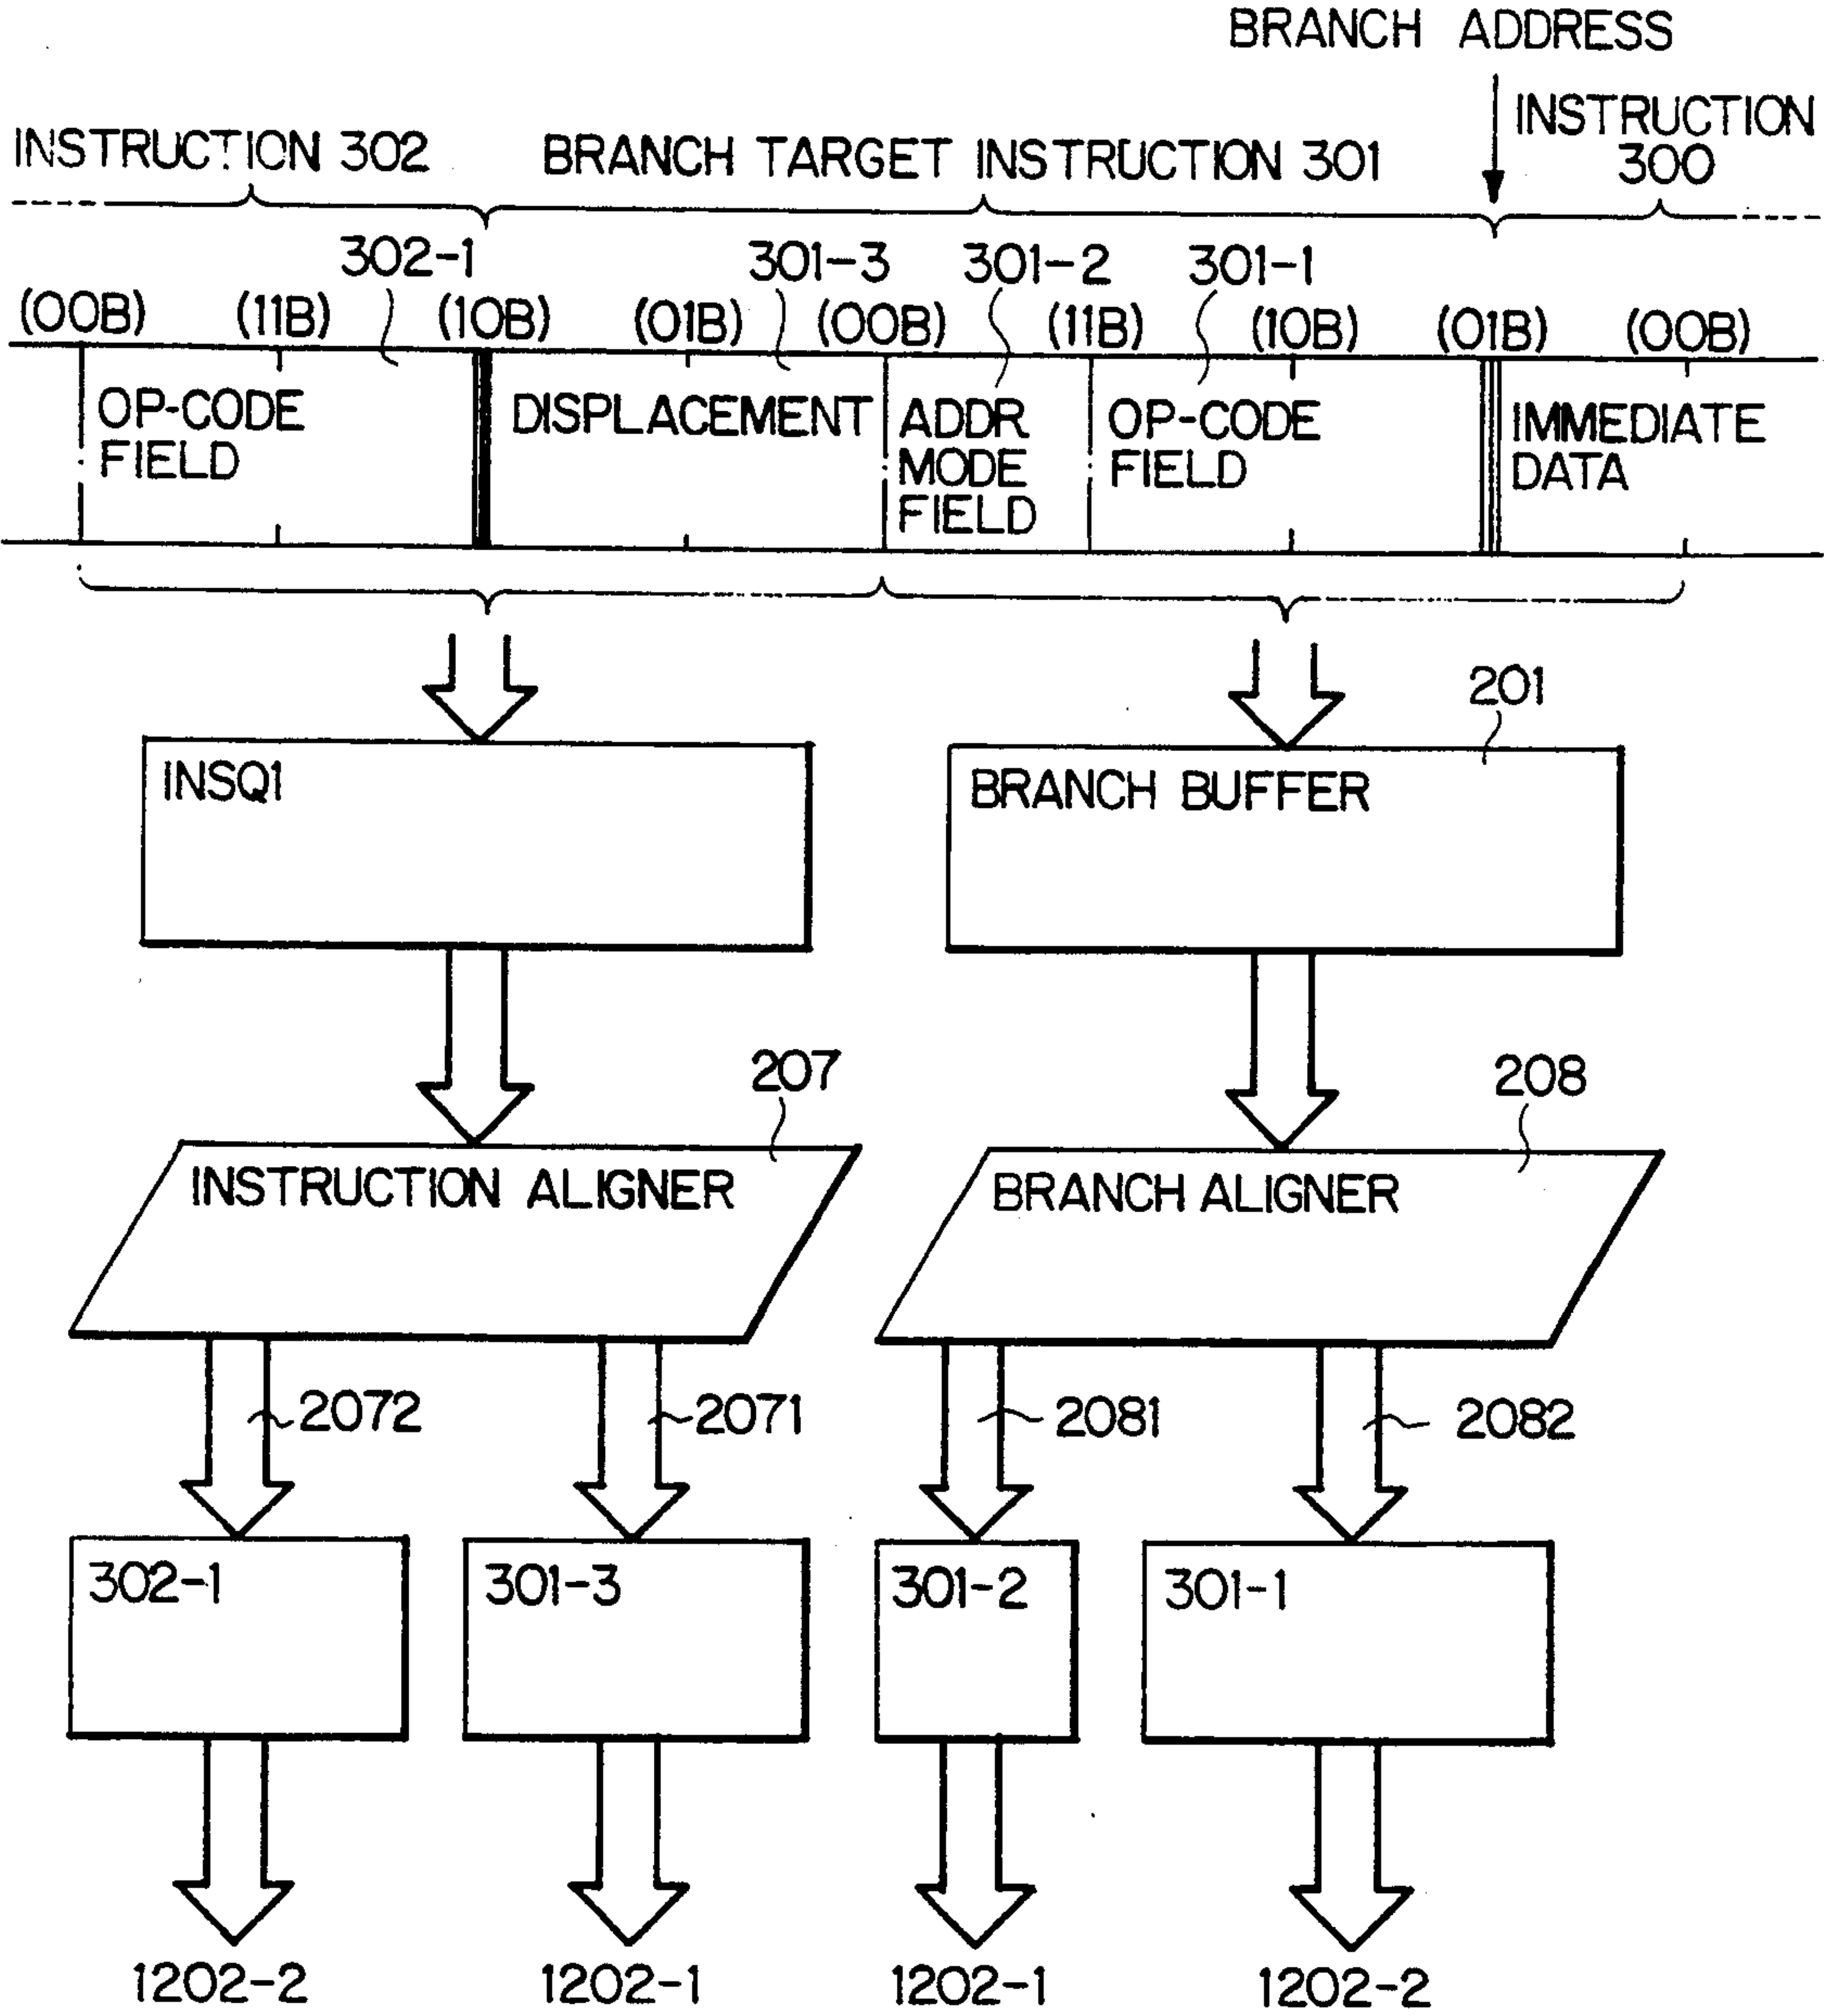 BRANCH ADDRESS
INSTRUCTION 302
BRANCH TARGET INSTRUCTION 301
INSTRUCTION
300
302-1
301-3
301-2
301-1
(00B)
(11B)
(10B)
(01B)
(00B)
(11B)
(10B)
(01B)
(00B)
OP-CODE
FIELD
DISPLACEMENT
ADDR
MODE
FIELD
OP-CODE
FIELD
IMMEDIATE
DATA
201
INSQ1
BRANCH BUFFER
207
208
INSTRUCTION ALIGNER
BRANCH ALIGNER
2072
2071
2081
2082
302-1
301-3
301-2
301-1
1202-2
1202-1
1202-1
1202-2